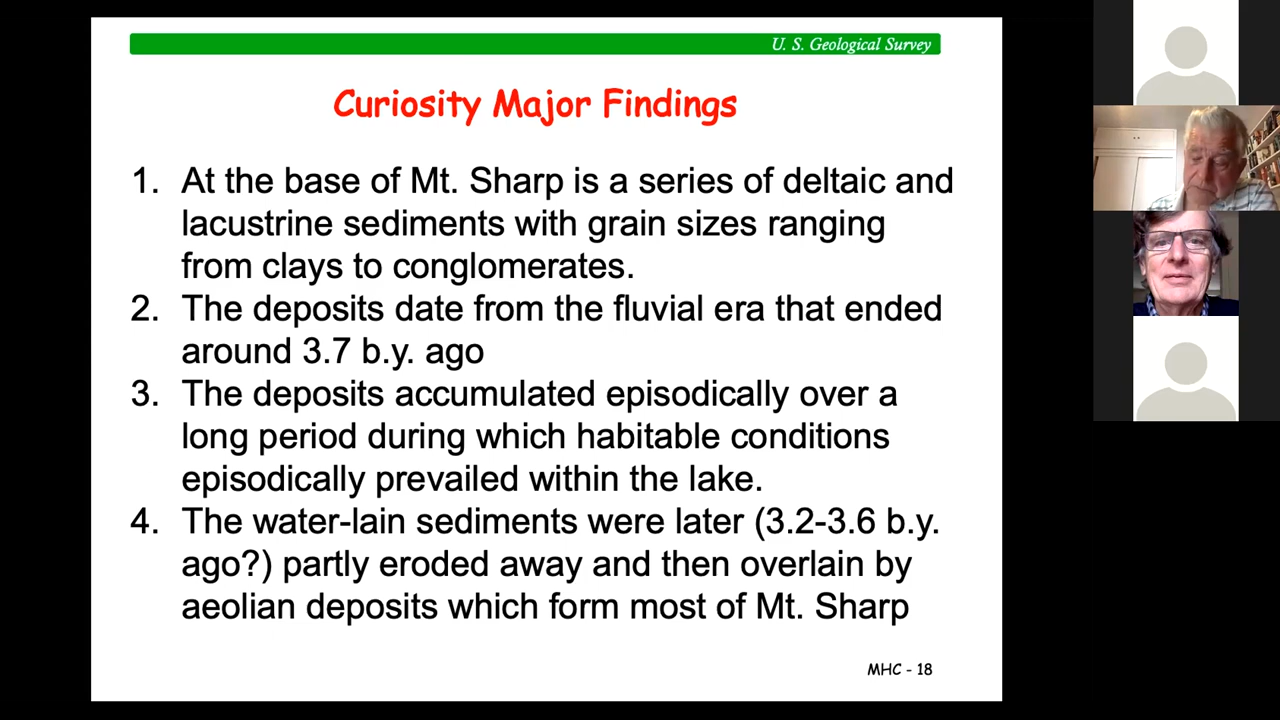 U. S. Geological Survey
Curiosity Major Findings
1. At the base of Mt. Sharp is a series of deltaic and
lacustrine sediments with grain sizes ranging
from clays to conglomerates.
2. The deposits date from the fluvial era that ended
around 3.7 b.y. ago
3. The deposits accumulated episodically over a
long period during which habitable conditions
episodically prevailed within the lake.
4. The water-lain sediments were later (3.2-3.6 b.y.
ago?) partly eroded away and then overlain by
aeolian deposits which form most of Mt. Sharp
MHC - 18